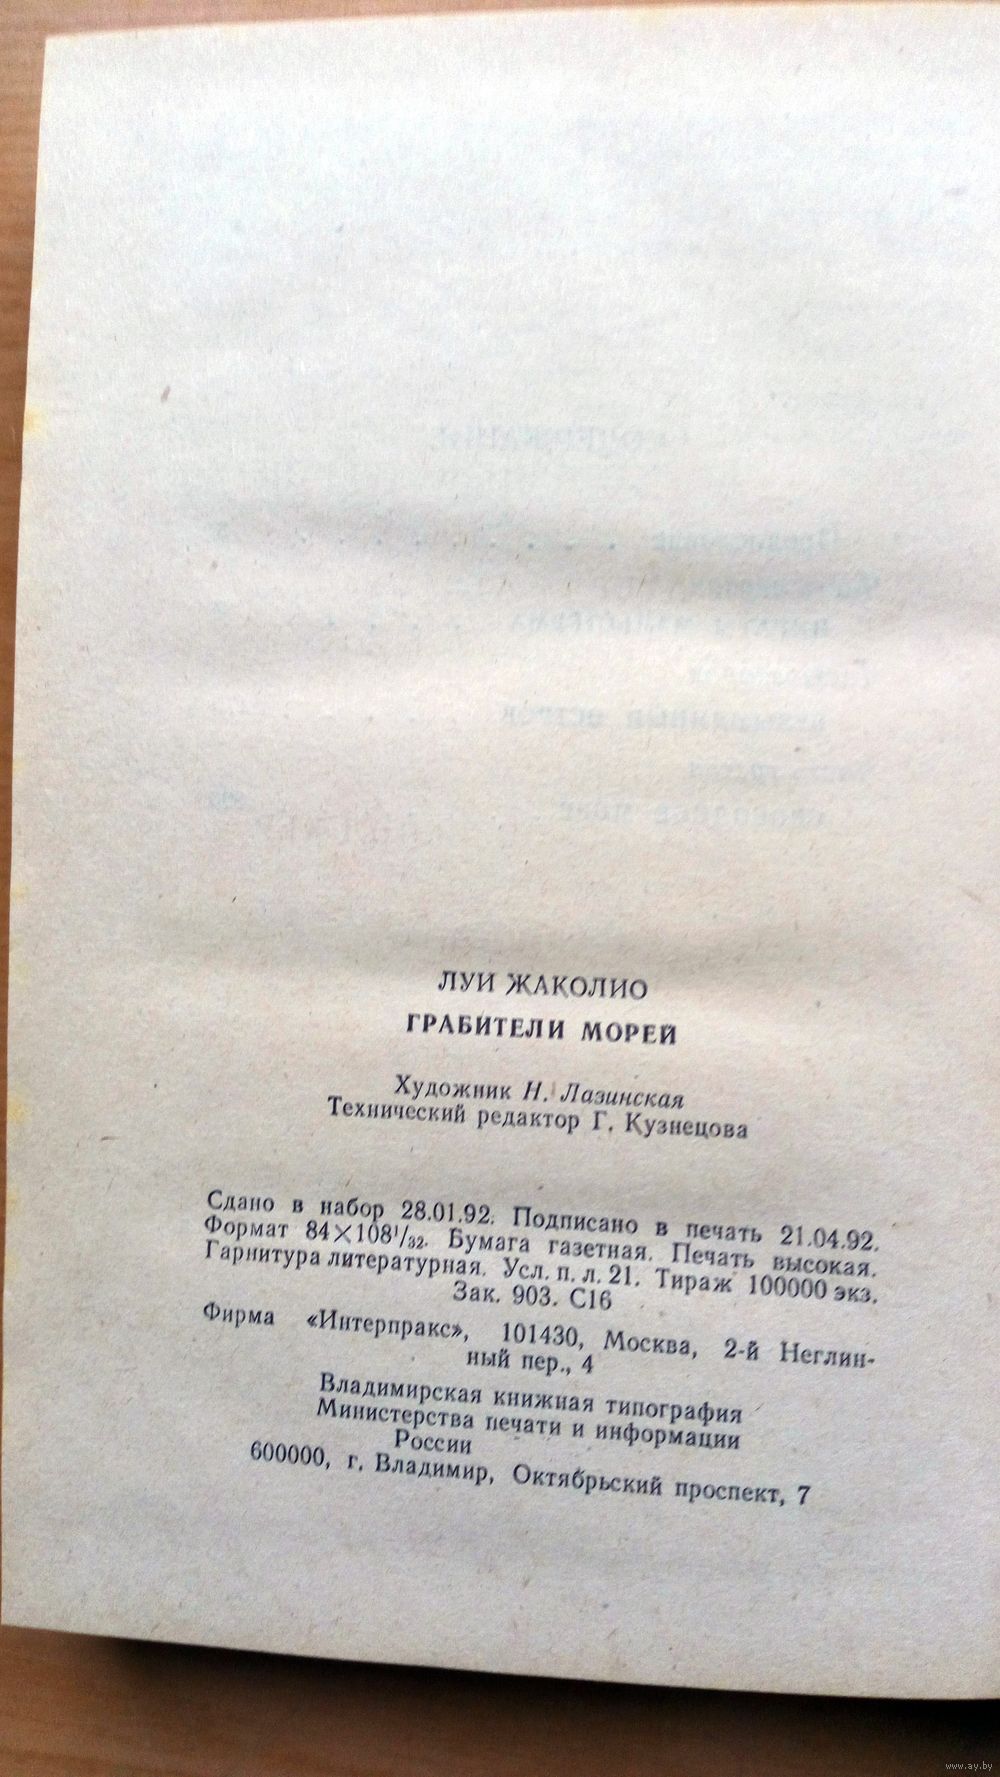 ЛУИ ЖАКОЛИО
ГРАБИТЕЛИ МОРЕЙ
Художник Н. Лазинская
Технический редактор Г. Кузнецова
Сдано в набор 28.01.92. Подписано в печать 21.04.92.
Формат 84×108¹/₃₂. Бумага газетная. Печать высокая.
Гарнитура литературная. Усл. п. л. 21. Тираж 100000 экз.
Зак. 903. С16
Фирма «Интерпракс», 101430, Москва, 2-й Неглин-
ный пер., 4
Владимирская книжная типография
Министерства печати и информации
России
600000, г. Владимир, Октябрьский проспект, 7
www.ay.by